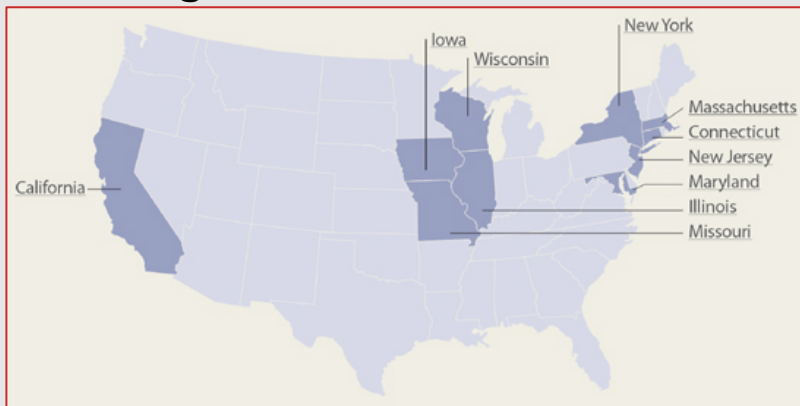 New York
Iowa
Wisconsin
Massachusetts
Connecticut
New Jersey
California
Maryland
Illinois
Missouri